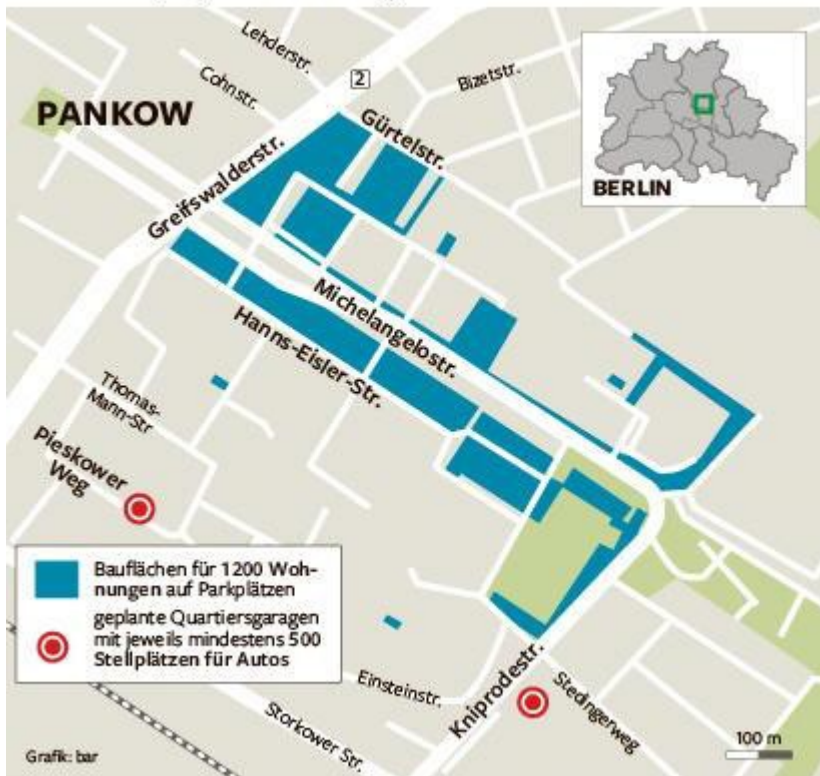 Lehderstr.
Cohnstr.
2
Bizetstr.
PANKOW
Gürtelstr.
Greifswalderstr.
BERLIN
Michelangelostr.
Hanns-Eisler-Str.
Thomas-
Mann-Str
Pieskower
Weg
Bauflächen für 1200 Woh-
nungen auf Parkplätzen
geplante Quartiersgaragen
mit jeweils mindestens 500
Stellplätzen für Autos
Einsteinstr.
Storkower Str.
Kniprodestr.
Stedingerweg
100 m
Grafik: bar